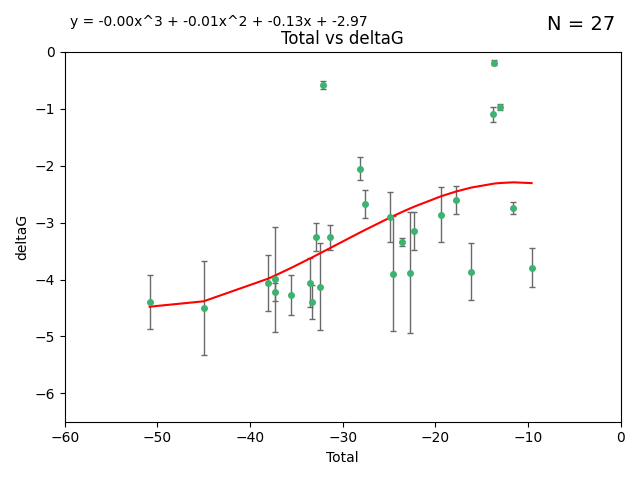 y = -0.00x^3 + -0.01x^2 + -0.13x + -2.97
N = 27
Total vs deltaG
0
−1
−2
−3
−4
−5
−6
deltaG
−60 −50 −40 −30 −20 −10 0
Total